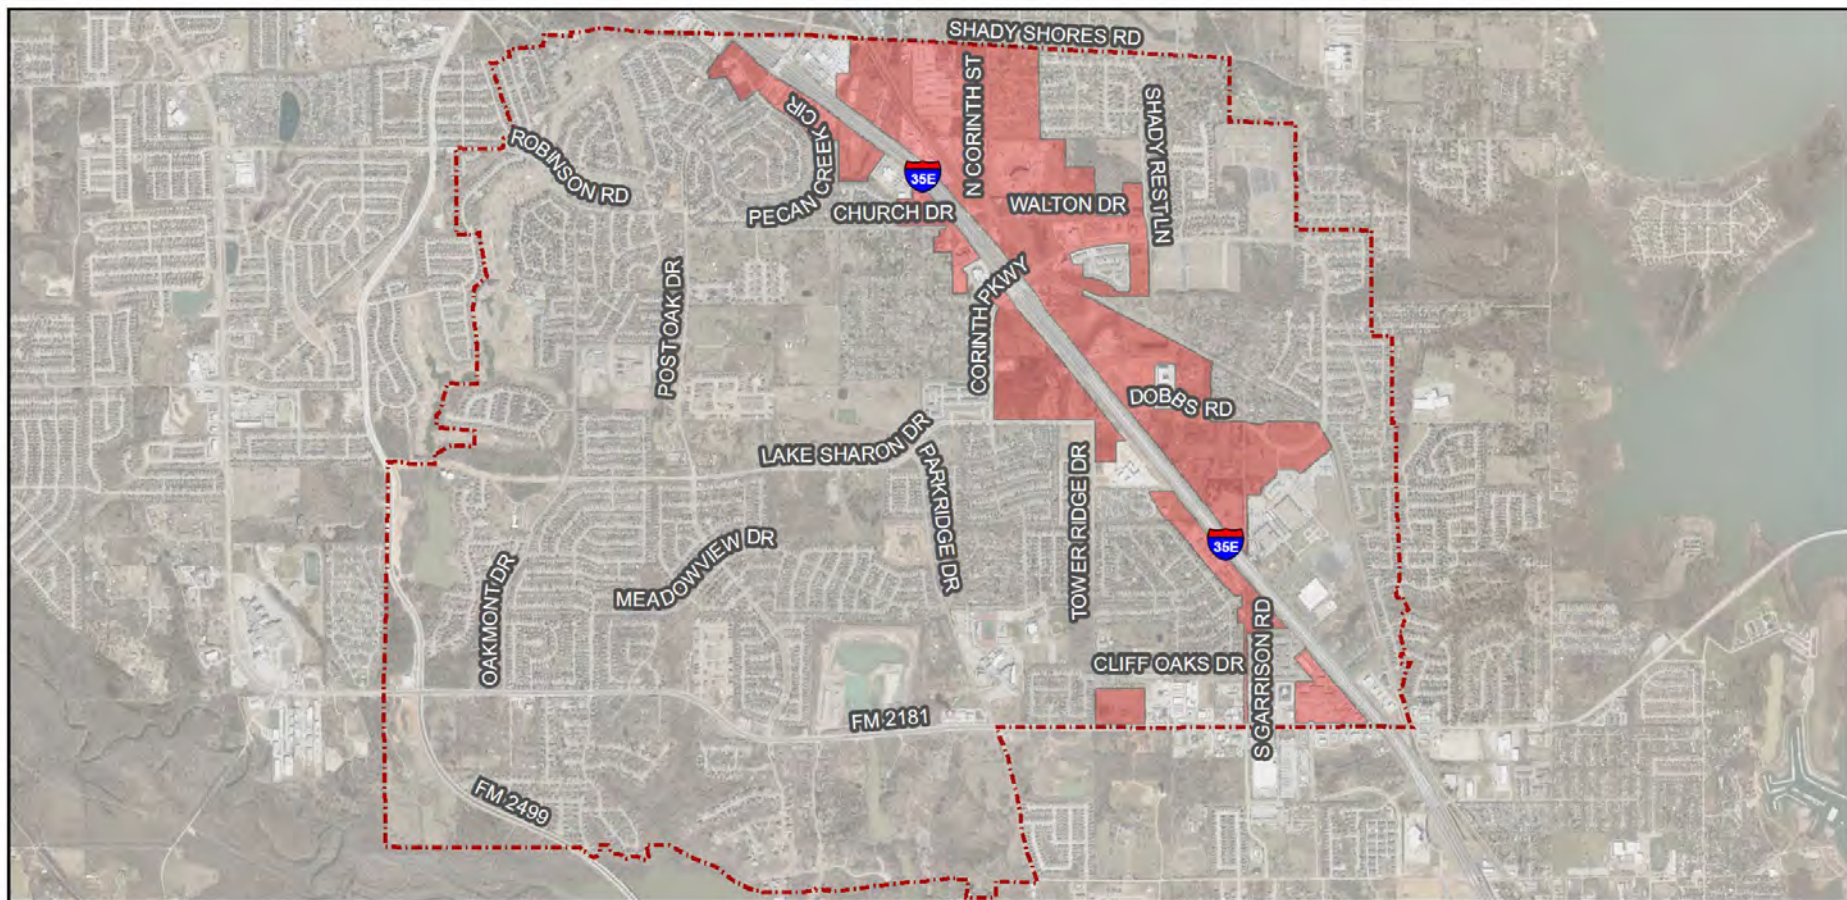 SHADY SHORES RD
N CORINTH ST
SHADY REST LN
ROBINSON RD
PECAN CREEK CIR
35E
CHURCH DR
WALTON DR
POST OAK DR
CORINTH PKWY
DOBBS RD
LAKE SHARON DR
PARKRIDGE DR
TOWER RIDGE DR
35E
MEADOWVIEW DR
OAKMONT DR
S GARRISON RD
CLIFF OAKS DR
FM 2181
FM 2499